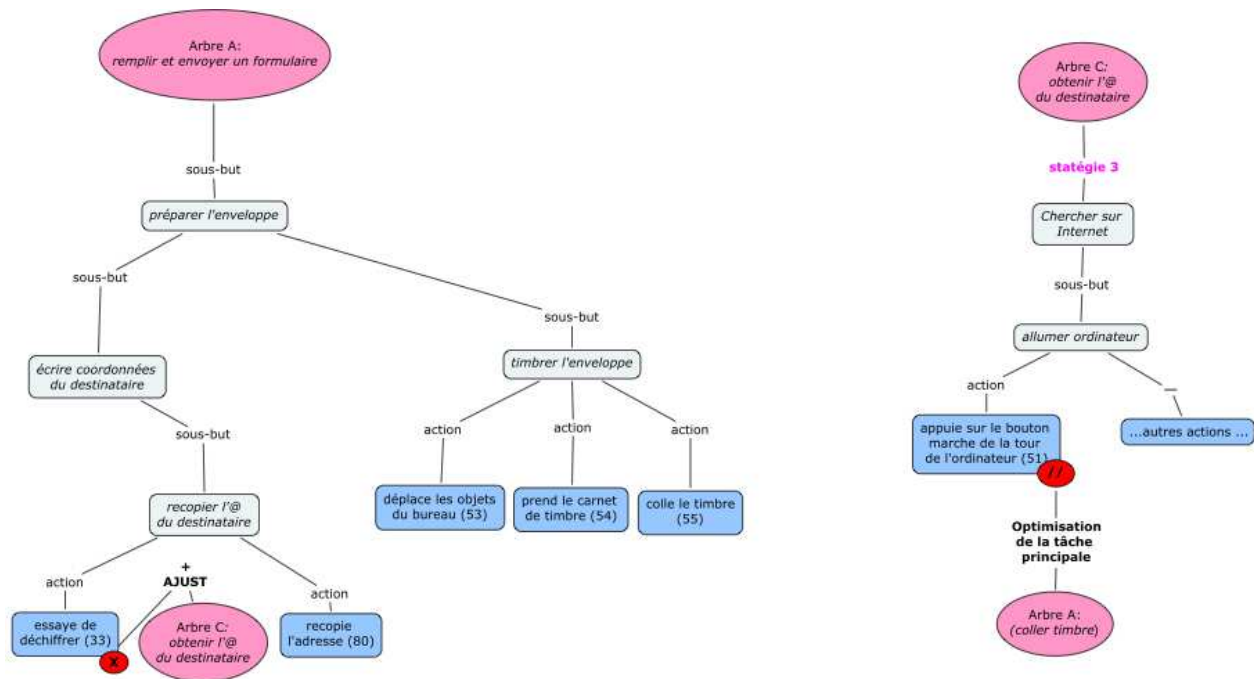 Arbre A:
remplir et envoyer un formulaire
sous-but
préparer l'enveloppe
sous-but
sous-but
écrire coordonnées
du destinataire
timbrer l'enveloppe
sous-but
action
action
action
recopier l'@
du destinataire
déplace les objets
du bureau (53)
prend le carnet
de timbre (54)
colle le timbre
(55)
action
+
AJUST
action
essaye de
déchiffrer (33)
X
Arbre C:
obtenir l'@
du destinataire
recopie
l'adresse (80)
Arbre C:
obtenir l'@
du destinataire
statégie 3
Chercher sur
Internet
sous-but
allumer ordinateur
action
—
appuie sur le bouton
marche de la tour
de l'ordinateur (51)
//
...autres actions ...
Optimisation
de la tâche
principale
Arbre A:
(coller timbre)